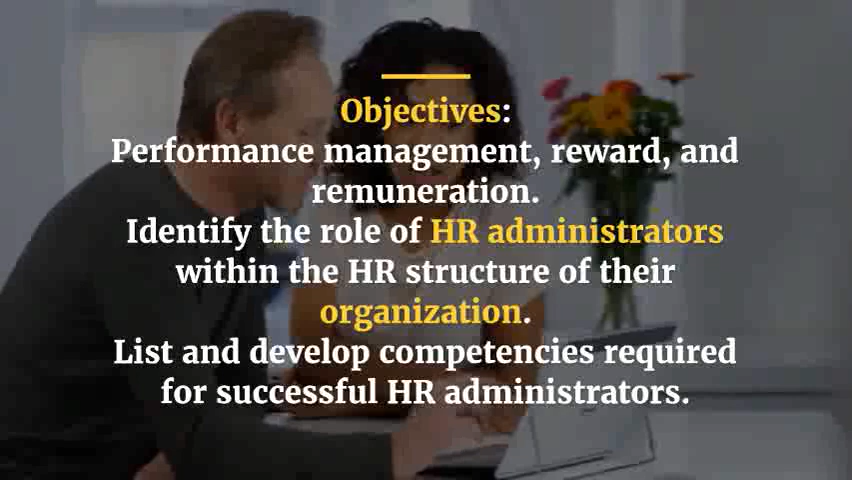 Objectives:
Performance management, reward, and
remuneration.
Identify the role of HR administrators
within the HR structure of their
organization.
List and develop competencies required
for successful HR administrators.